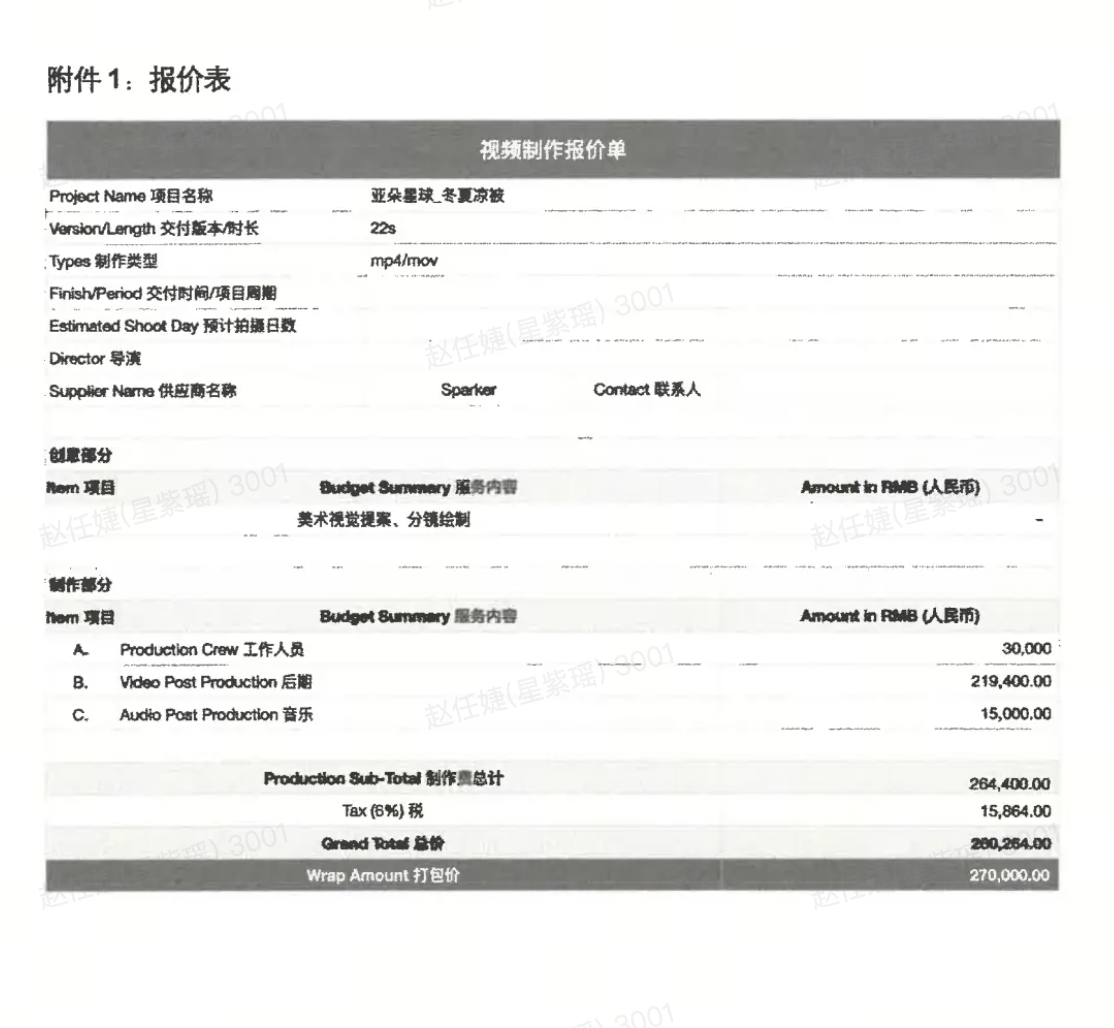 附件 1：报价表
视频制作报价单
Project Name 项目名称 亚朵星球_冬夏凉被
Version/Length 交付版本/时长 22s
Types 制作类型 mp4/mov
Finish/Period 交付时间/项目周期
Estimated Shoot Day 预计拍摄日数
Director 导演
Supplier Name 供应商名称 Sparker Contact 联系人
创意部分
Item 项目 Budget Summary 服务内容 Amount in RMB (人民币)
美术视觉提案、分镜绘制 -
制作部分
Item 项目 Budget Summary 服务内容 Amount in RMB (人民币)
A. Production Crew 工作人员 30,000
B. Video Post Production 后期 219,400.00
C. Audio Post Production 音乐 15,000.00
Production Sub-Total 制作费总计 264,400.00
Tax (6%) 税 15,864.00
Grand Total 总价 280,264.00
Wrap Amount 打包价 270,000.00
赵任婕(星紫瑶) 3001